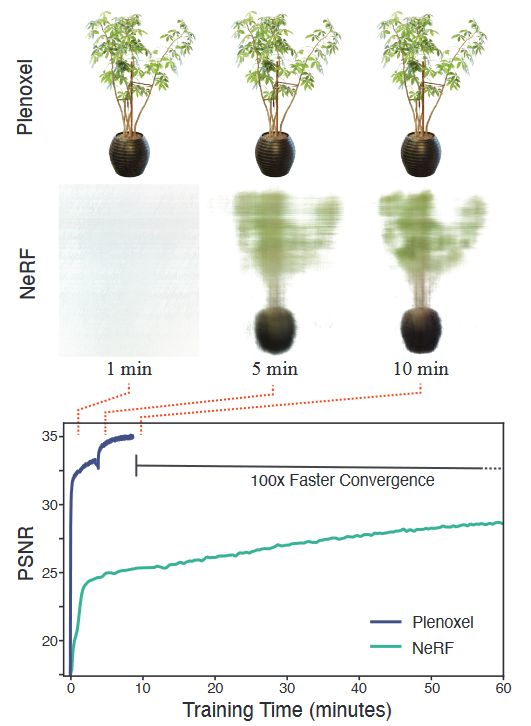 Plenoxel
NeRF
1 min
5 min
10 min
35
30
25
20
PSNR
100x Faster Convergence
Plenoxel
NeRF
0
10
20
30
40
50
60
Training Time (minutes)